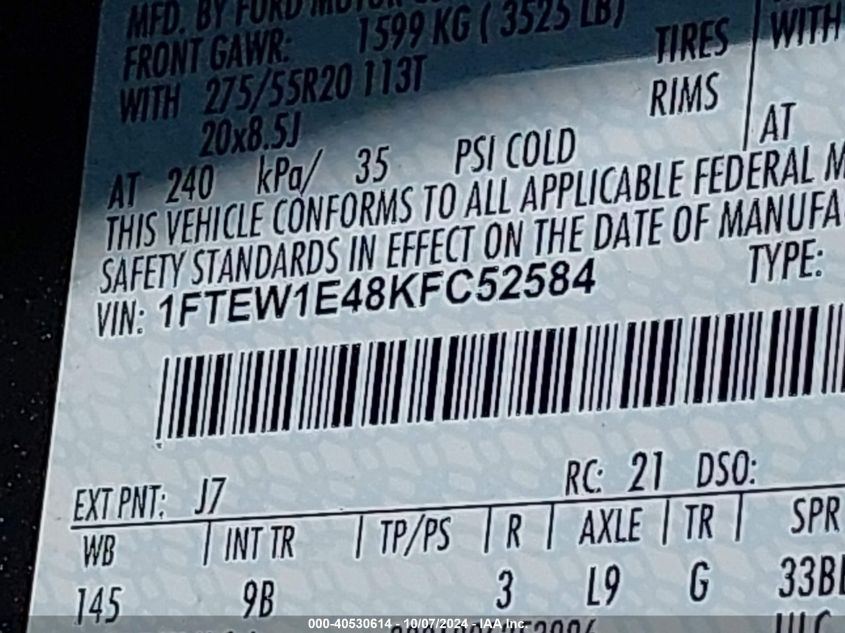 MFD. BY FORD MOTOR
FRONT GAWR: 1599 KG ( 3525 LB)
WITH 275/55R20 113T TIRES WITH
20x8.5J RIMS
AT 240 kPa/ 35 PSI COLD AT
THIS VEHICLE CONFORMS TO ALL APPLICABLE FEDERAL M
SAFETY STANDARDS IN EFFECT ON THE DATE OF MANUFA
VIN: 1FTEW1E48KFC52584 TYPE:
EXT PNT: J7 RC: 21 DSO:
WB | INT TR | TP/PS | R | AXLE | TR | SPR
145 9B 3 L9 G 33B
000-40530614 - 10/07/2024 - IAA Inc.